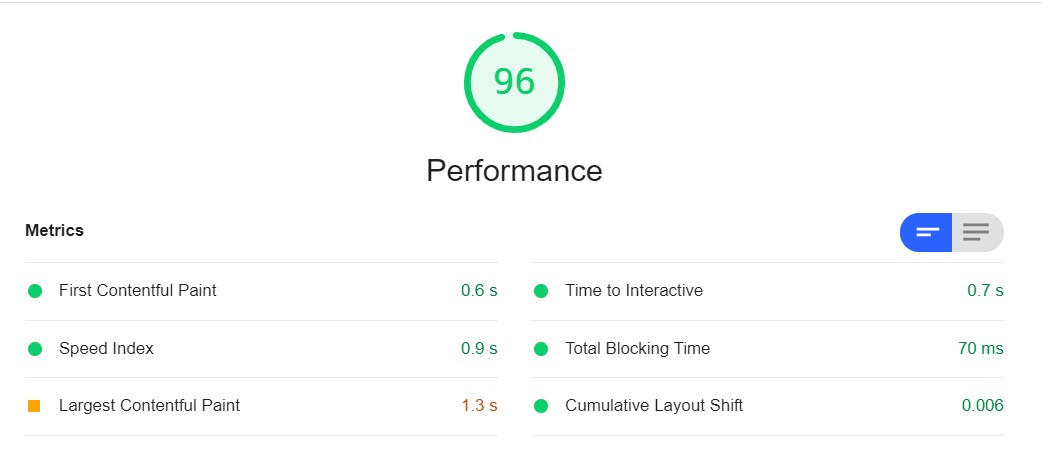 96
Performance
Metrics
First Contentful Paint 0.6 s
Time to Interactive 0.7 s
Speed Index 0.9 s
Total Blocking Time 70 ms
Largest Contentful Paint 1.3 s
Cumulative Layout Shift 0.006